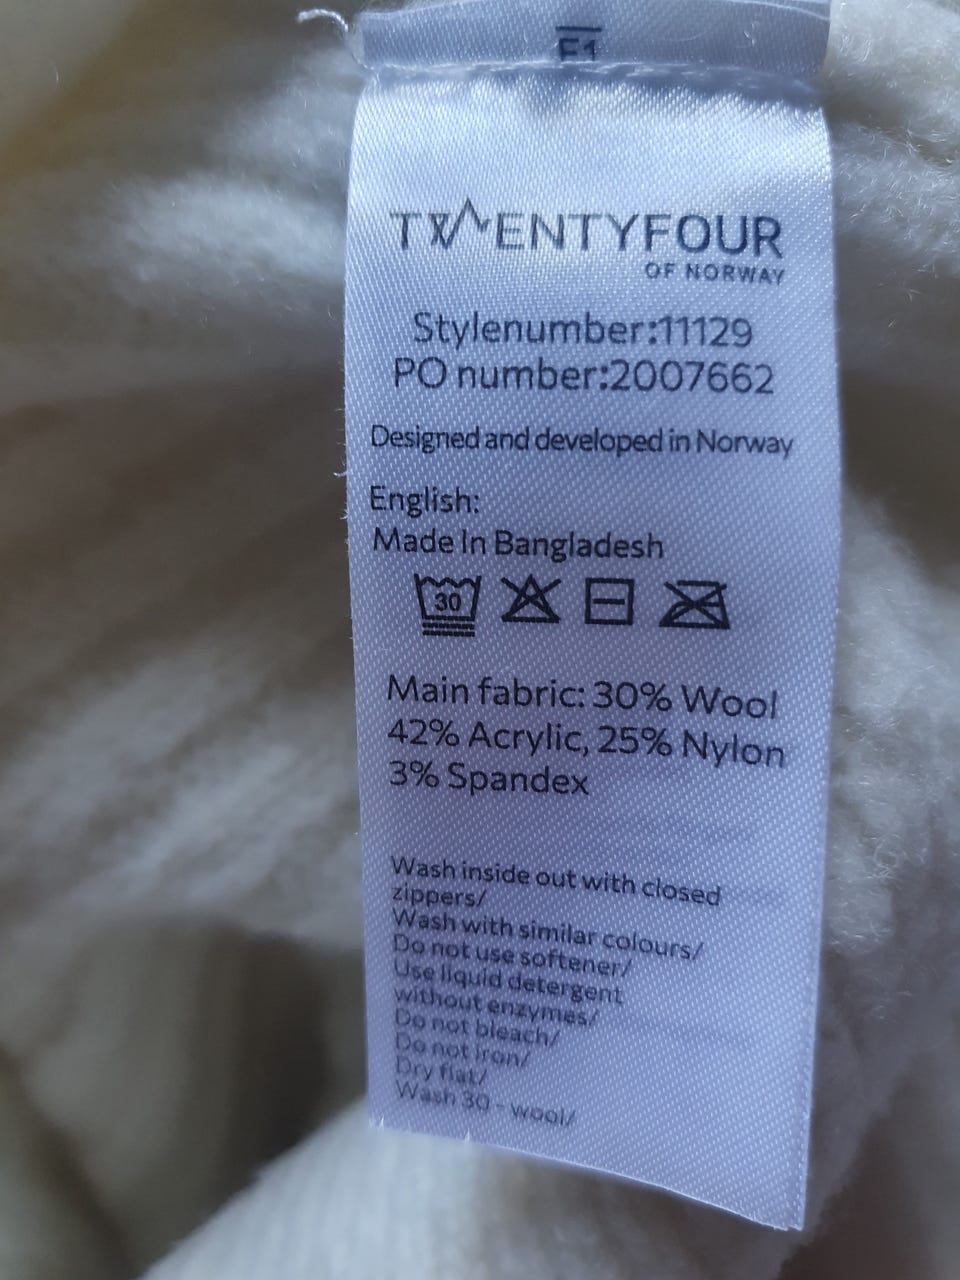 E1
TWENTYFOUR
OF NORWAY
Stylenumber:11129
PO number:2007662
Designed and developed in Norway
English:
Made In Bangladesh
30
Main fabric: 30% Wool
42% Acrylic, 25% Nylon
3% Spandex
Wash inside out with closed
zippers/
Wash with similar colours/
Do not use softener/
Use liquid detergent
without enzymes/
Do not bleach/
Do not iron/
Dry flat/
Wash 30 - wool/